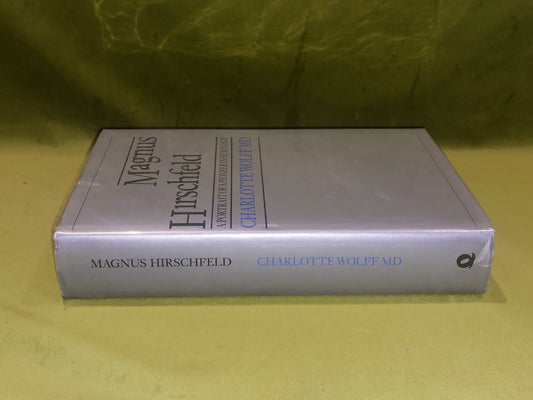 Magnus
Hirschfeld
A PORTRAIT OF A PIONEER IN SEXOLOGY
CHARLOTTE WOLFF MD
MAGNUS HIRSCHFELD CHARLOTTE WOLFF MD Q